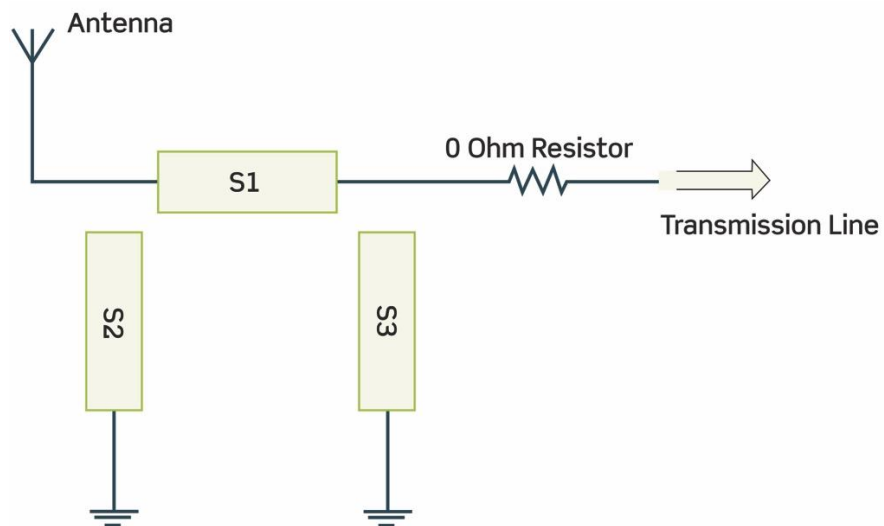 Antenna
0 Ohm Resistor
S1
Transmission Line
S2
S3